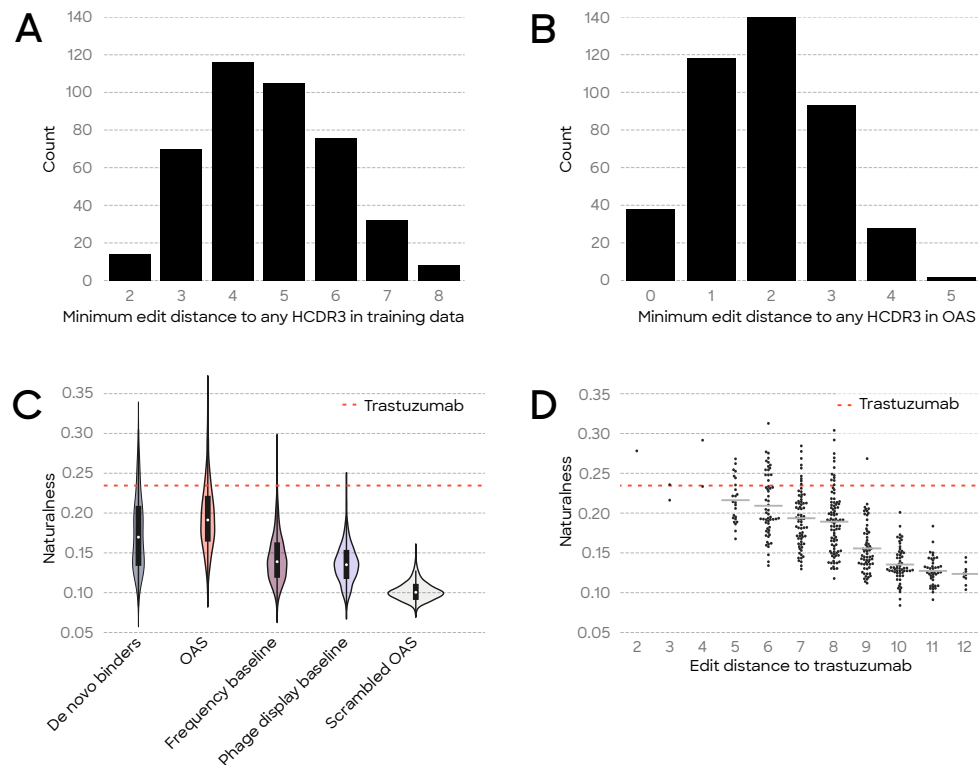 A
140
120
100
80
60
40
20
0
Count
2 3 4 5 6 7 8
Minimum edit distance to any HCDR3 in training data
B
140
120
100
80
60
40
20
0
Count
0 1 2 3 4 5
Minimum edit distance to any HCDR3 in OAS
C
0.35
0.30
0.25
0.20
0.15
0.10
0.05
Naturalness
Trastuzumab
De novo binders
OAS
Frequency baseline
Phage display baseline
Scrambled OAS
D
0.35
0.30
0.25
0.20
0.15
0.10
0.05
Naturalness
Trastuzumab
2 3 4 5 6 7 8 9 10 11 12
Edit distance to trastuzumab